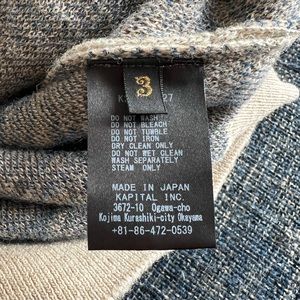 3
DO NOT WASH
DO NOT BLEACH
DO NOT TUMBLE
DO NOT IRON
DRY CLEAN ONLY
DO NOT WET CLEAN
WASH SEPARATELY
STEAM ONLY
MADE IN JAPAN
KAPITAL INC.
3672-10 Ogawa-cho
Kojima Kurashiki-city Okayama
+81-86-472-0539